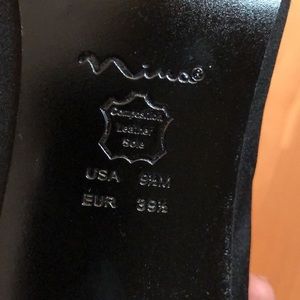 Nina®
Composition
Leather
Sole
USA 9½M
EUR 39½